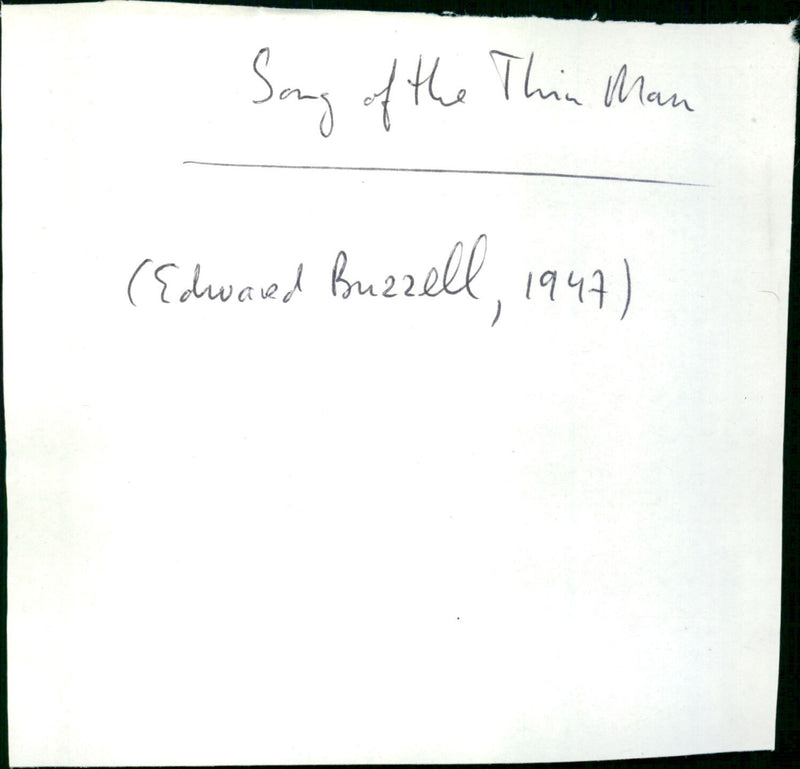 Song of the Thin Man
(Edward Buzzell, 1947)